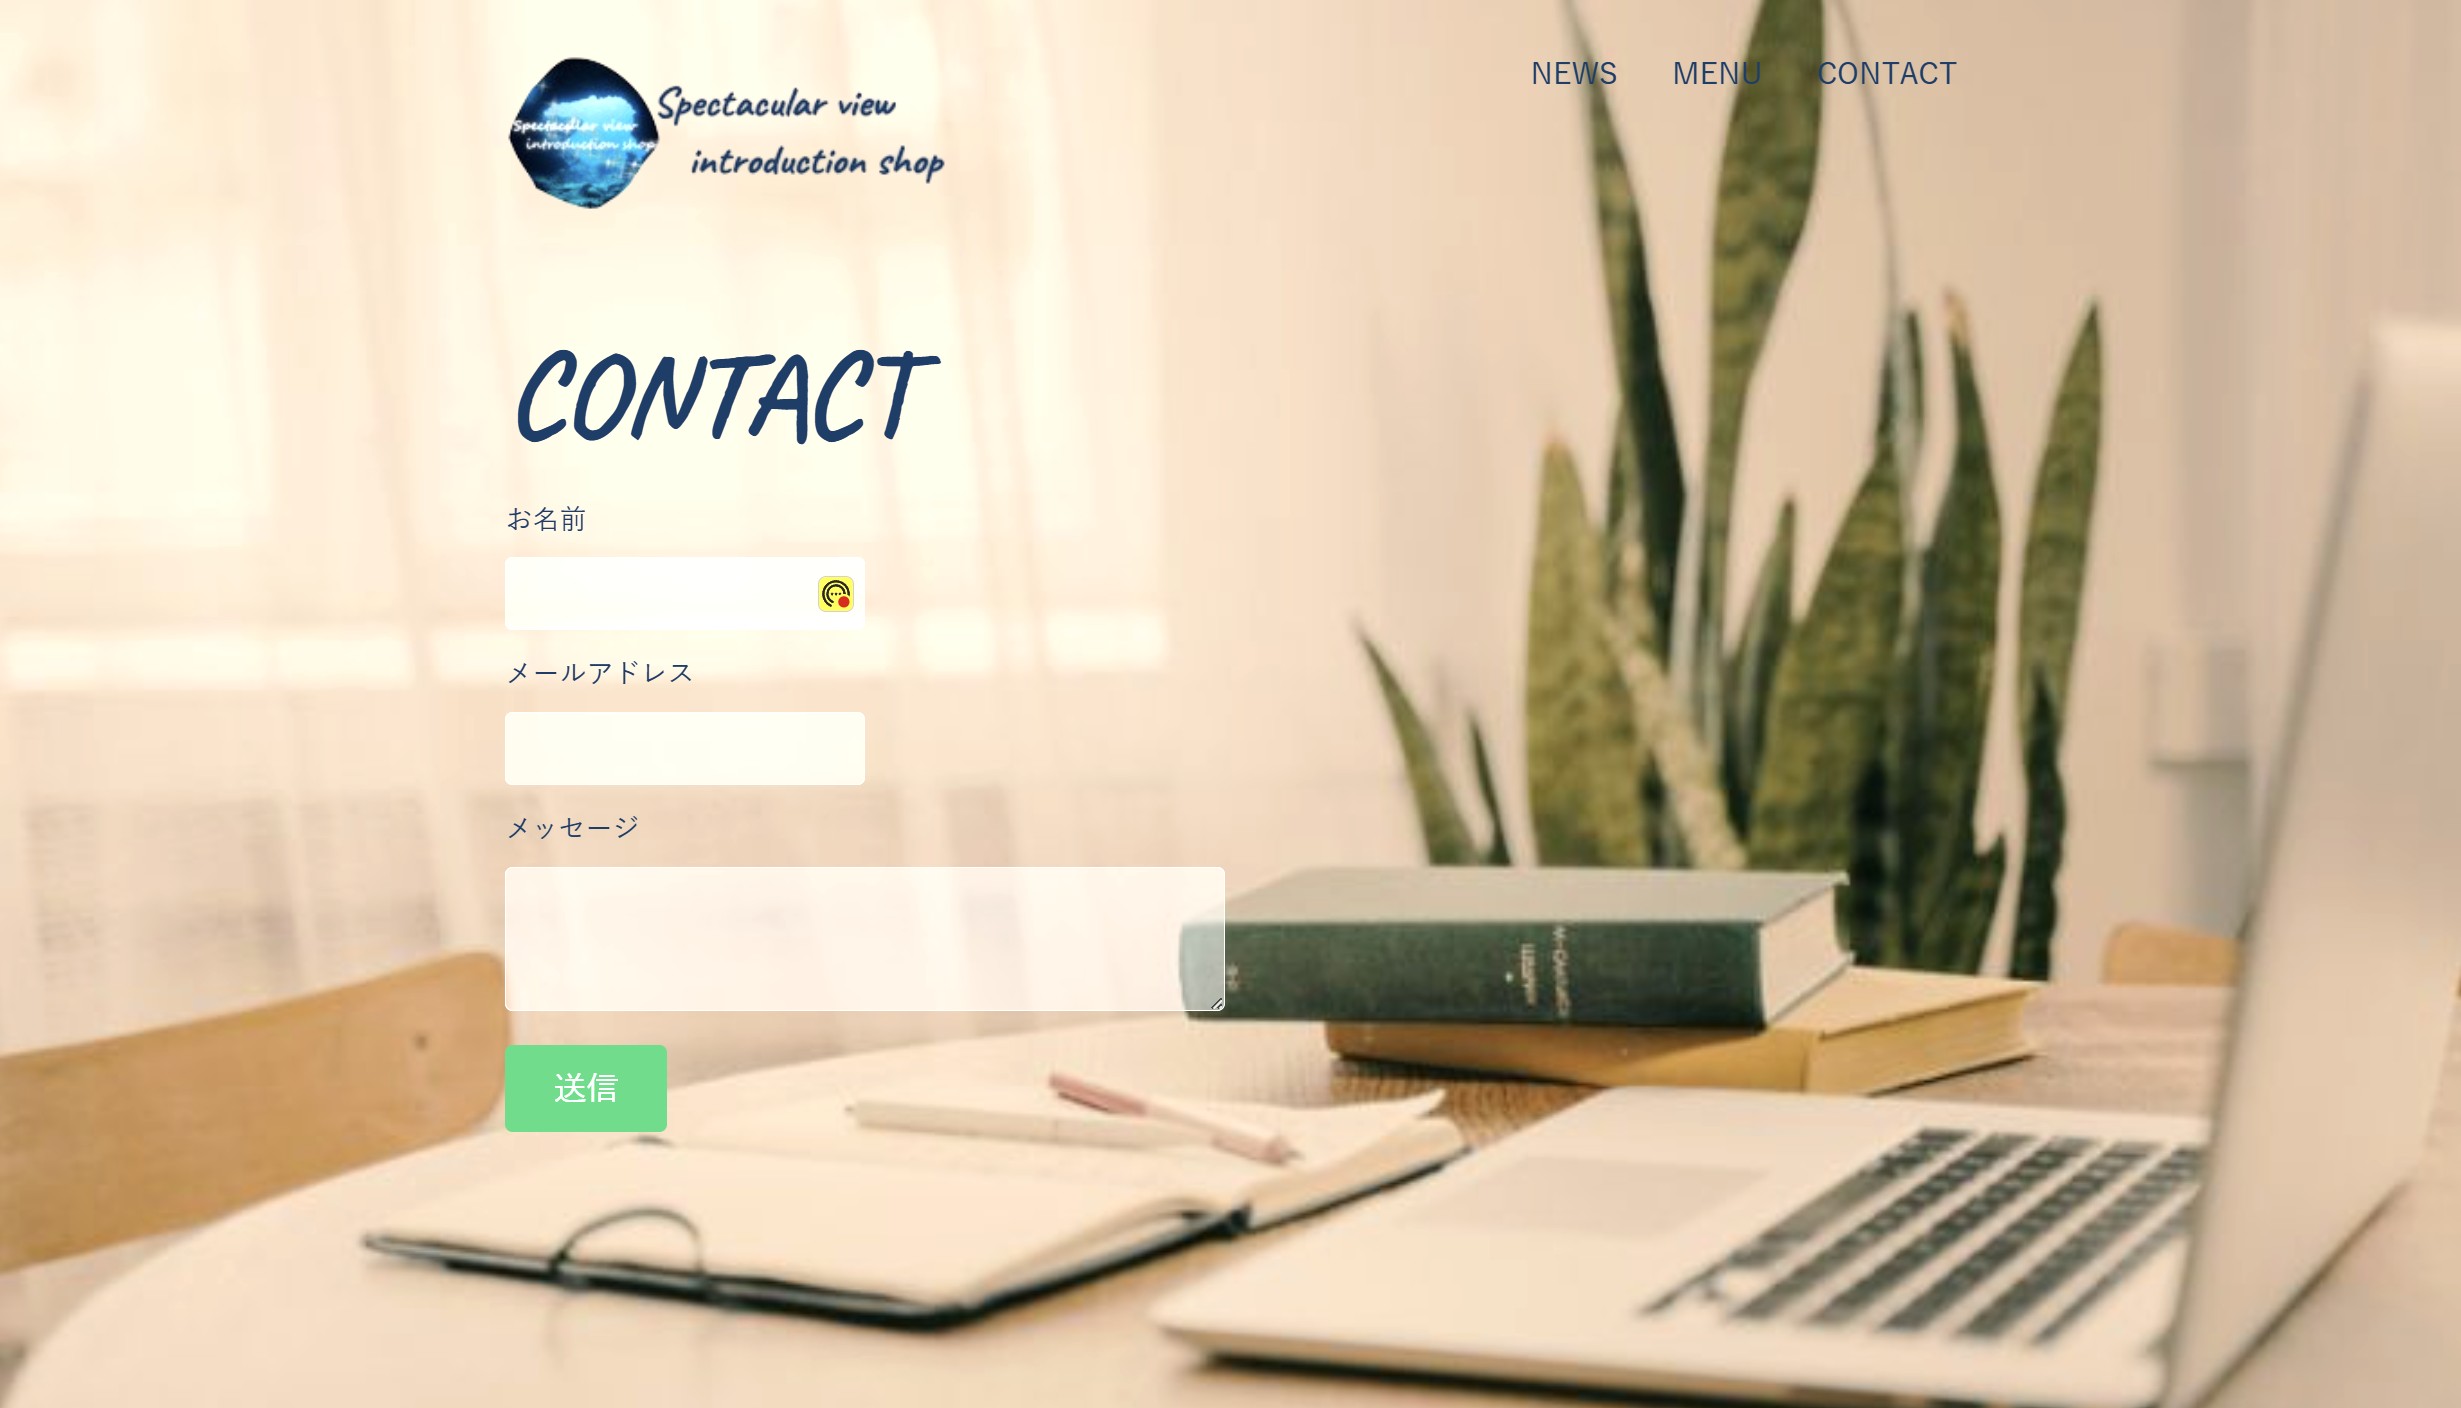 Spectacular view
introduction shop
Spectacular view
introduction shop
NEWS MENU CONTACT
CONTACT
お名前
メールアドレス
メッセージ
送信